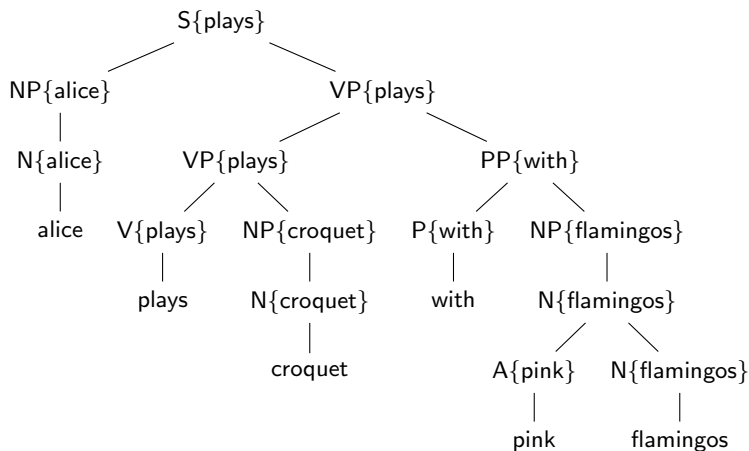 S{plays}
NP{alice} VP{plays}
N{alice} VP{plays} PP{with}
alice V{plays} NP{croquet} P{with} NP{flamingos}
plays N{croquet} with N{flamingos}
croquet A{pink} N{flamingos}
pink flamingos